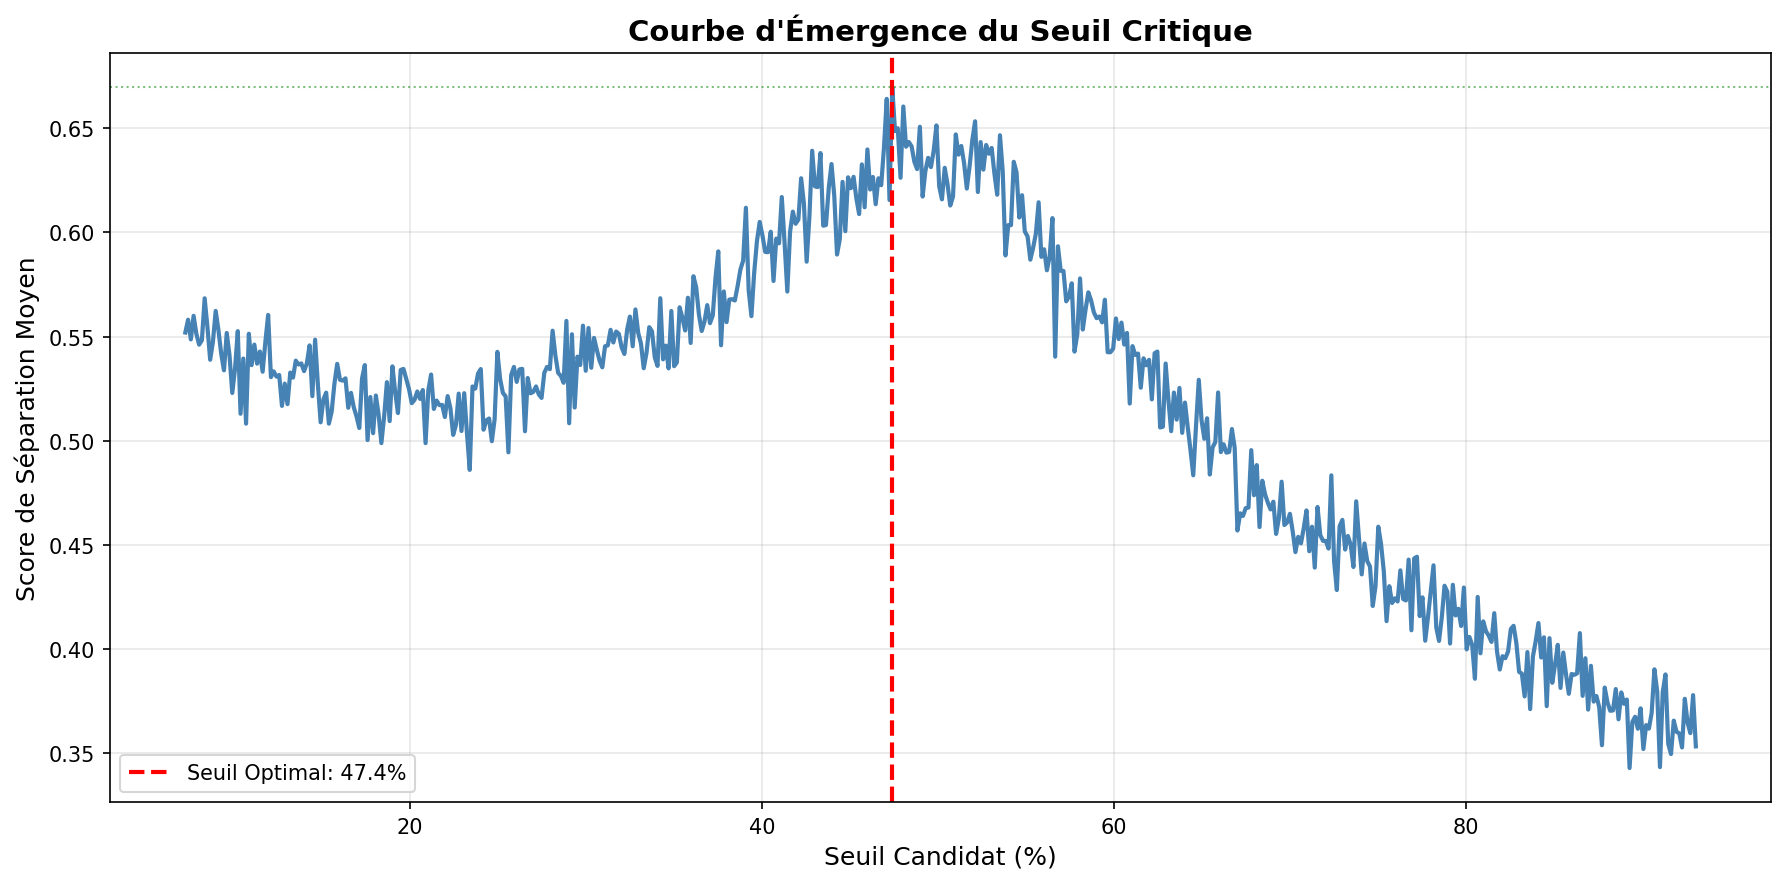 Courbe d'Émergence du Seuil Critique
Score de Séparation Moyen
0.65
0.60
0.55
0.50
0.45
0.40
0.35
Seuil Optimal: 47.4%
20 40 60 80
Seuil Candidat (%)